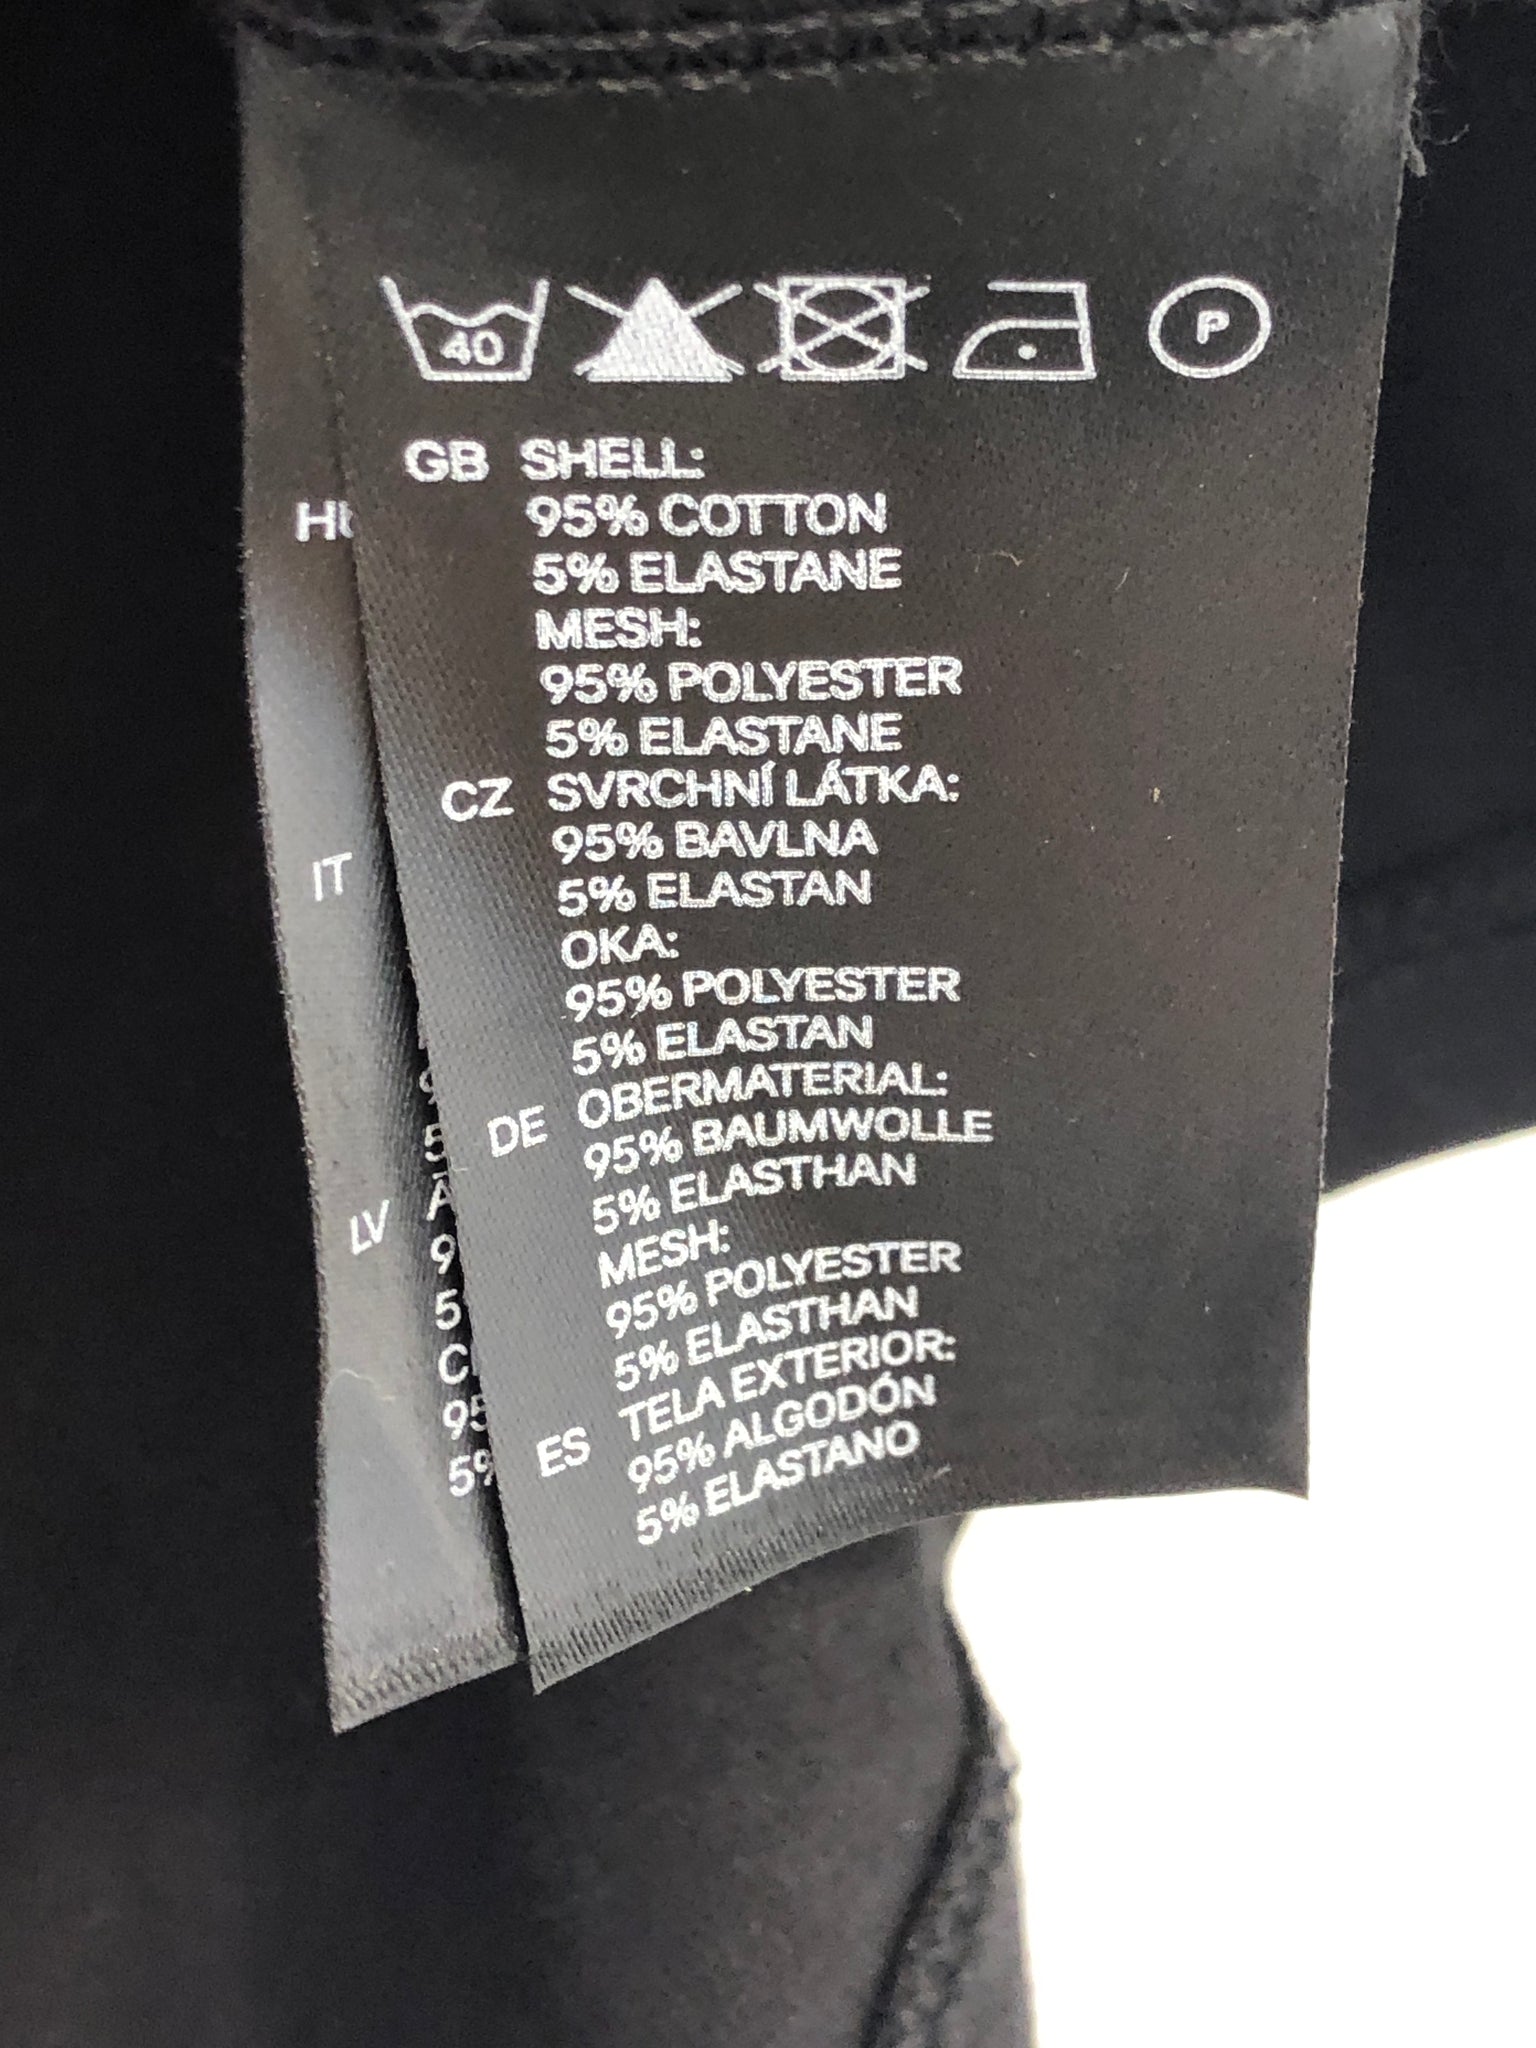 40
P
GB SHELL:
95% COTTON
5% ELASTANE
MESH:
95% POLYESTER
5% ELASTANE
CZ SVRCHNÍ LÁTKA:
95% BAVLNA
5% ELASTAN
OKA:
95% POLYESTER
5% ELASTAN
DE OBERMATERIAL:
95% BAUMWOLLE
5% ELASTHAN
MESH:
95% POLYESTER
5% ELASTHAN
ES TELA EXTERIOR:
95% ALGODÓN
5% ELASTANO
IT
LV